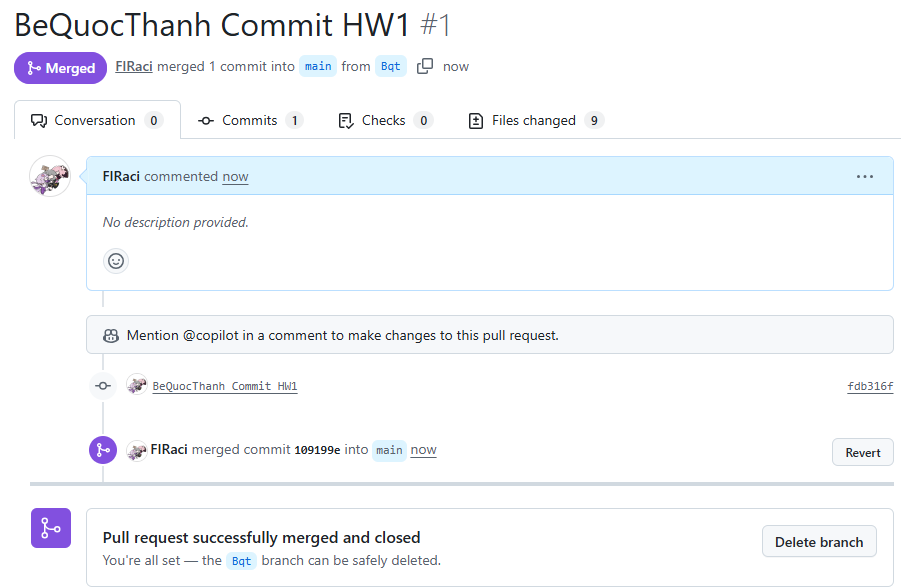 BeQuocThanh Commit HW1 #1
Merged FIRaci merged 1 commit into main from Bqt now
Conversation 0 Commits 1 Checks 0 Files changed 9
FIRaci commented now
No description provided.
Mention @copilot in a comment to make changes to this pull request.
BeQuocThanh Commit HW1 fdb316f
FIRaci merged commit 109199e into main now Revert
Pull request successfully merged and closed
You're all set — the Bqt branch can be safely deleted.
Delete branch